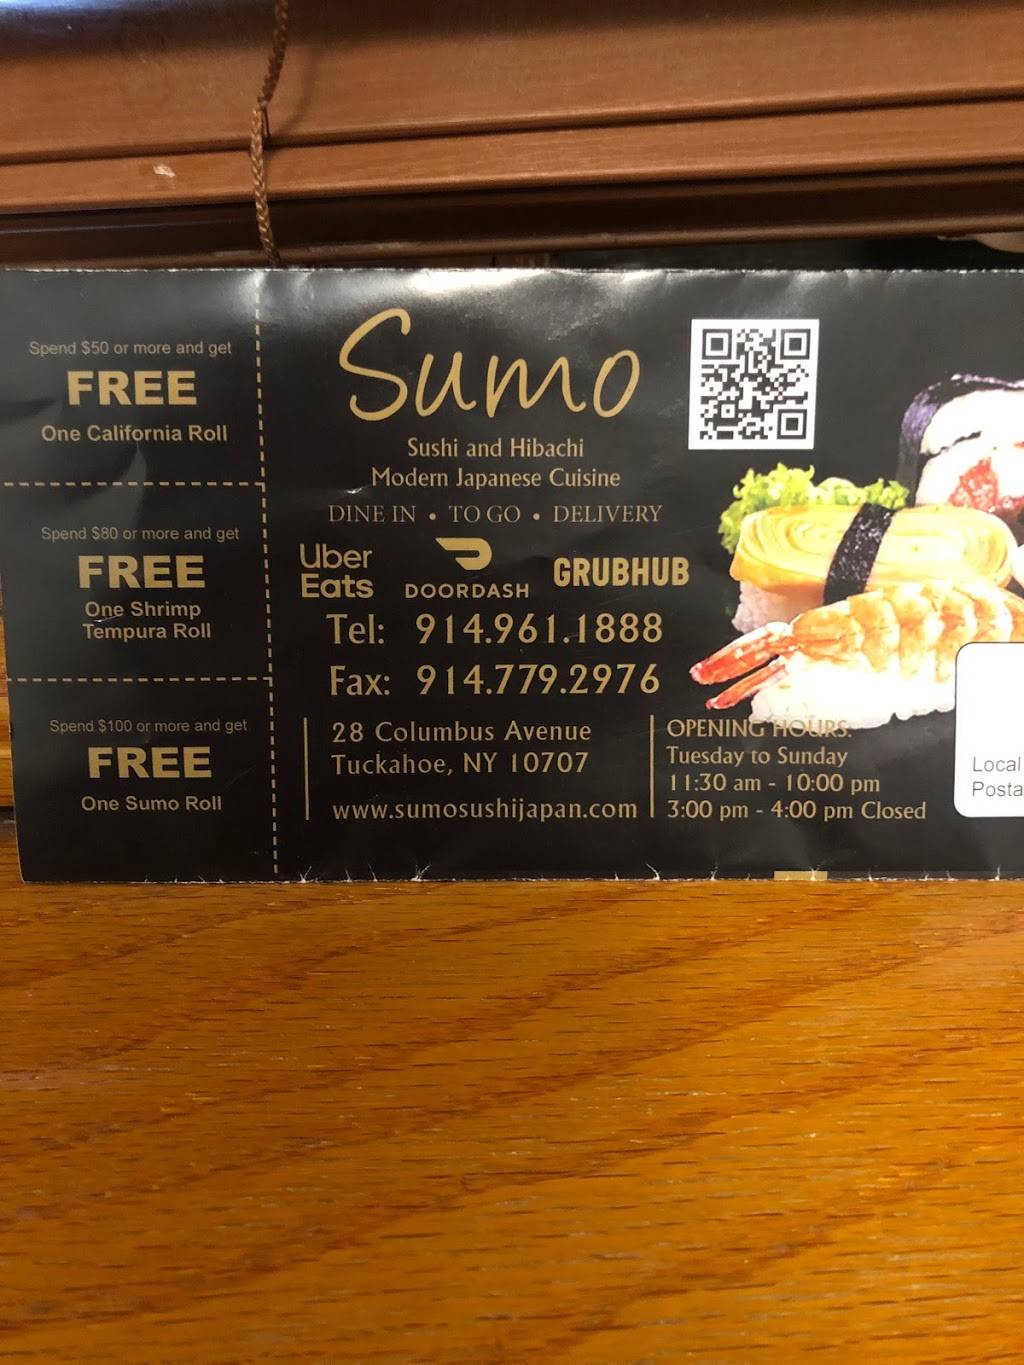 Spend $50 or more and get
FREE
One California Roll
Spend $80 or more and get
FREE
One Shrimp
Tempura Roll
Spend $100 or more and get
FREE
One Sumo Roll
Sumo
Sushi and Hibachi
Modern Japanese Cuisine
DINE IN • TO GO • DELIVERY
Uber
Eats
DOORDASH
GRUBHUB
Tel: 914.961.1888
Fax: 914.779.2976
28 Columbus Avenue
Tuckahoe, NY 10707
www.sumosushijapan.com
OPENING HOURS:
Tuesday to Sunday
11:30 am - 10:00 pm
3:00 pm - 4:00 pm Closed
Local
Posta